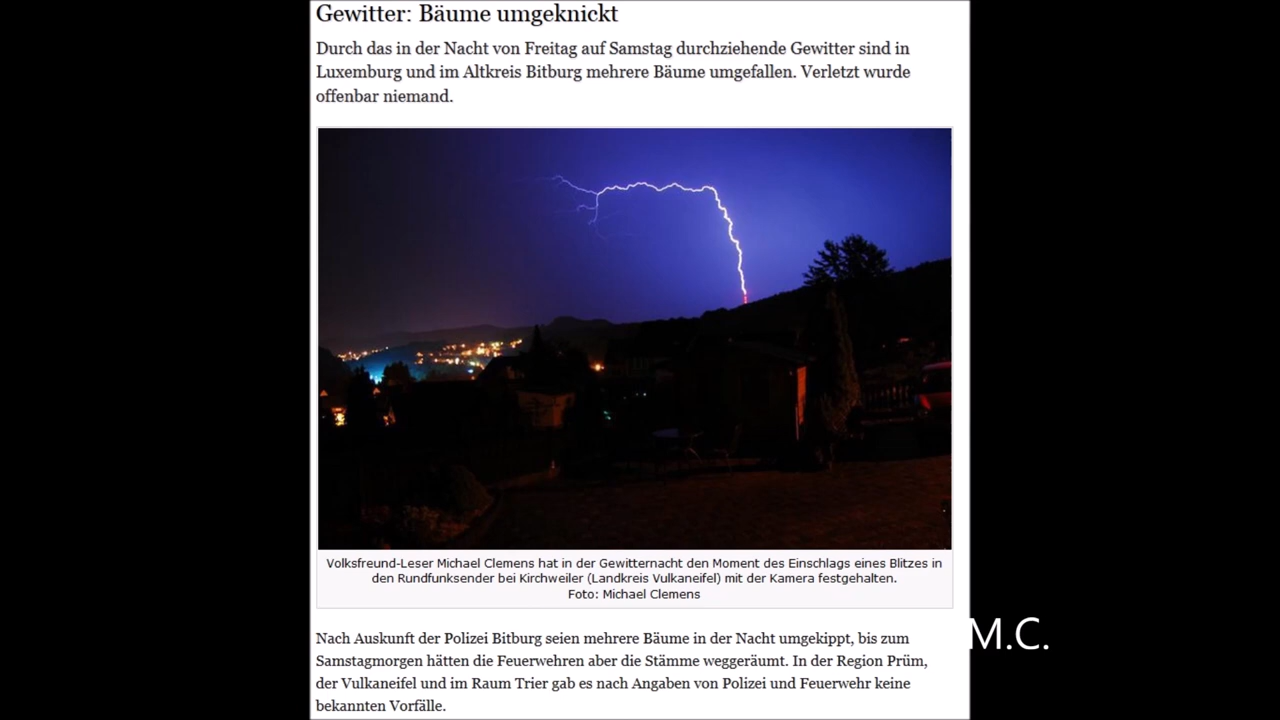 Gewitter: Bäume umgeknickt
Durch das in der Nacht von Freitag auf Samstag durchziehende Gewitter sind in
Luxemburg und im Altkreis Bitburg mehrere Bäume umgefallen. Verletzt wurde
offenbar niemand.
Volksfreund-Leser Michael Clemens hat in der Gewitternacht den Moment des Einschlags eines Blitzes in
den Rundfunksender bei Kirchweiler (Landkreis Vulkaneifel) mit der Kamera festgehalten.
Foto: Michael Clemens
Nach Auskunft der Polizei Bitburg seien mehrere Bäume in der Nacht umgekippt, bis zum
Samstagmorgen hätten die Feuerwehren aber die Stämme weggeräumt. In der Region Prüm,
der Vulkaneifel und im Raum Trier gab es nach Angaben von Polizei und Feuerwehr keine
bekannten Vorfälle.
M.C.